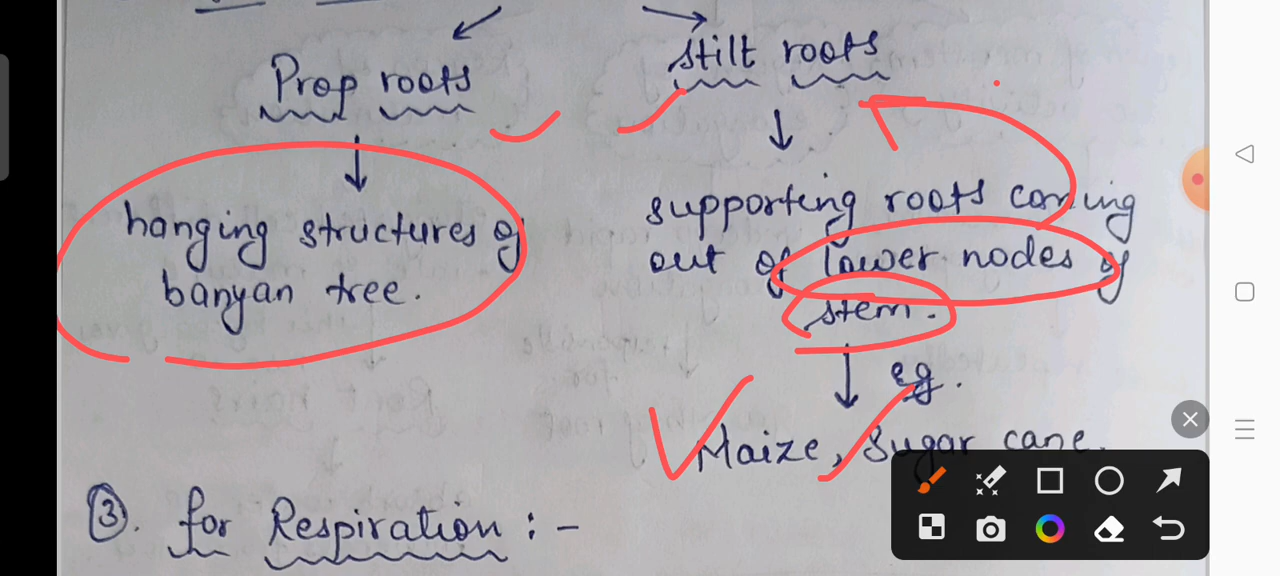 Prop roots
stilt roots
hanging structures of
banyan tree.
supporting roots coming
out of lower nodes of
stem.
eg.
Maize, Sugar cane.
③. for Respiration : -